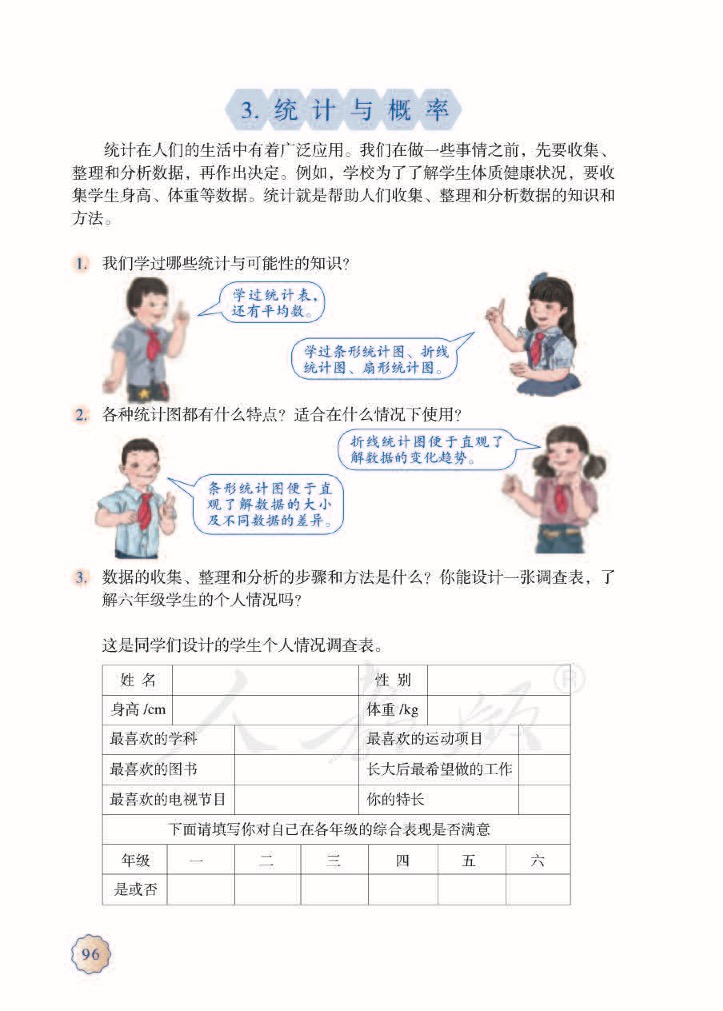 3. 统计与概率
统计在人们的生活中有着广泛应用。我们在做一些事情之前，先要收集、
整理和分析数据，再作出决定。例如，学校为了了解学生体质健康状况，要收
集学生身高、体重等数据。统计就是帮助人们收集、整理和分析数据的知识和
方法。
1. 我们学过哪些统计与可能性的知识？
学过统计表，
还有平均数。
学过条形统计图、折线
统计图、扇形统计图。
2. 各种统计图都有什么特点？适合在什么情况下使用？
折线统计图便于直观了
解数据的变化趋势。
条形统计图便于直
观了解数据的大小
及不同数据的差异。
3. 数据的收集、整理和分析的步骤和方法是什么？你能设计一张调查表，了
解六年级学生的个人情况吗？
这是同学们设计的学生个人情况调查表。
姓 名 性 别
身高 /cm 体重 /kg
最喜欢的学科 最喜欢的运动项目
最喜欢的图书 长大后最希望做的工作
最喜欢的电视节目 你的特长
下面请填写你对自己在各年级的综合表现是否满意
年级 一 二 三 四 五 六
是或否
人教版®
96